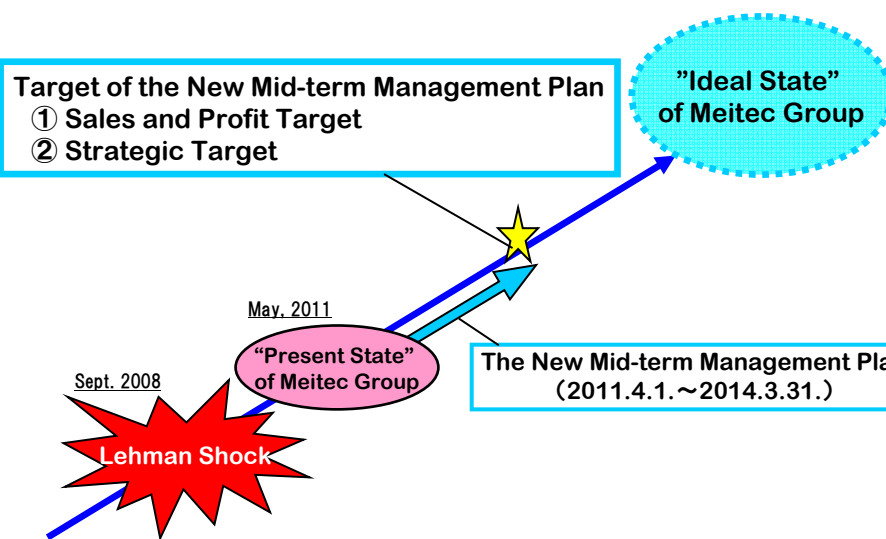 Target of the New Mid-term Management Plan
① Sales and Profit Target
② Strategic Target
”Ideal State”
of Meitec Group
May, 2011
“Present State”
of Meitec Group
The New Mid-term Management Pla
（2011.4.1.～2014.3.31.）
Sept. 2008
Lehman Shock